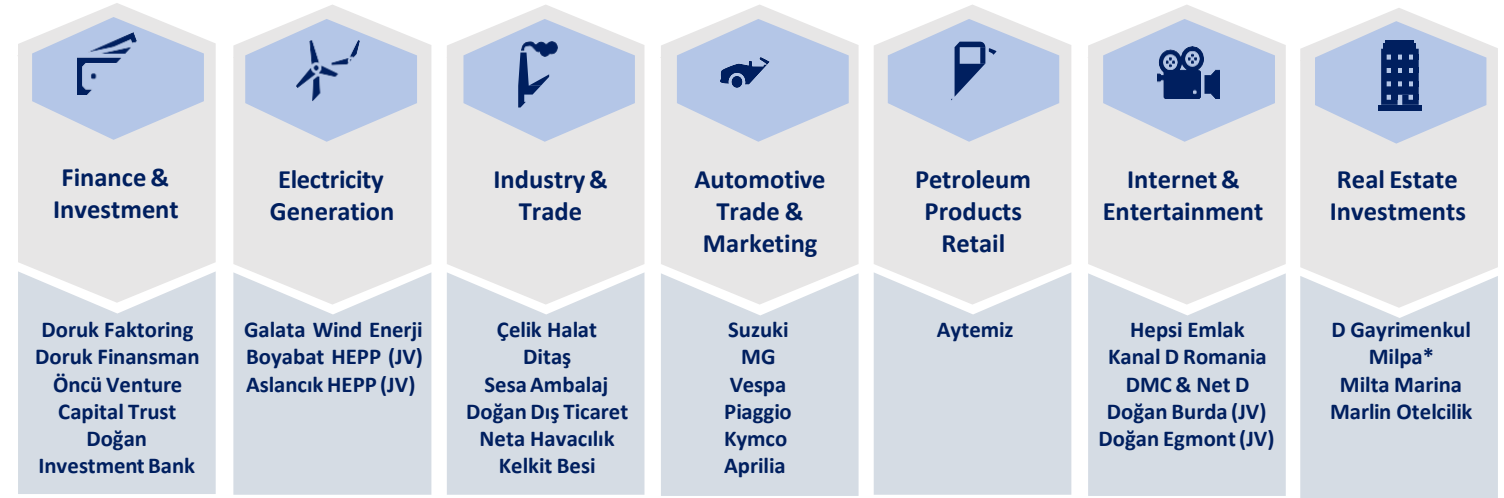 Finance &
Investment
Doruk Faktoring
Doruk Finansman
Öncü Venture
Capital Trust
Doğan
Investment Bank
Electricity
Generation
Galata Wind Enerji
Boyabat HEPP (JV)
Aslancık HEPP (JV)
Industry &
Trade
Çelik Halat
Ditaş
Sesa Ambalaj
Doğan Dış Ticaret
Neta Havacılık
Kelkit Besi
Automotive
Trade &
Marketing
Suzuki
MG
Vespa
Piaggio
Kymco
Aprilia
Petroleum
Products
Retail
Aytemiz
Internet &
Entertainment
Hepsi Emlak
Kanal D Romania
DMC & Net D
Doğan Burda (JV)
Doğan Egmont (JV)
Real Estate
Investments
D Gayrimenkul
Milpa*
Milta Marina
Marlin Otelcilik